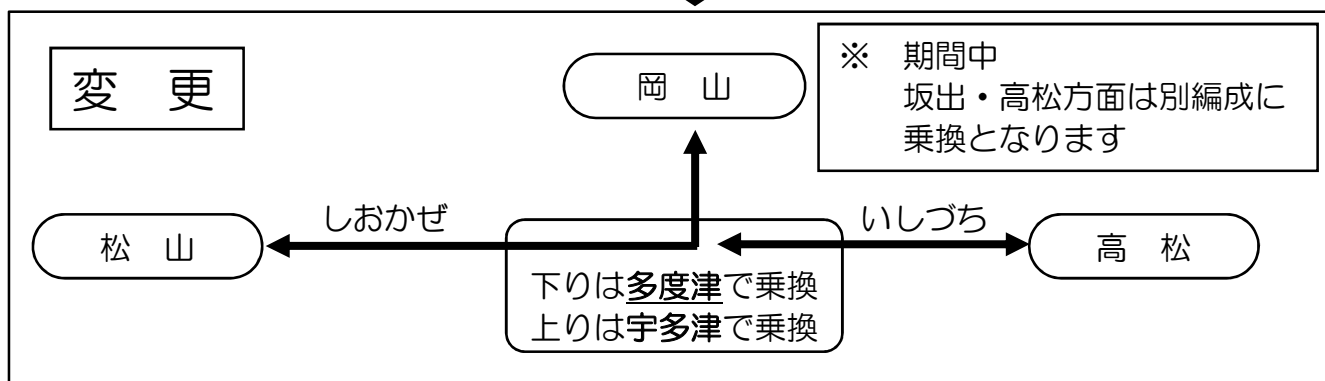 変 更
岡 山
※ 期間中
坂出・高松方面は別編成に
乗換となります
しおかぜ
いしづち
松 山
高 松
下りは多度津で乗換
上りは宇多津で乗換